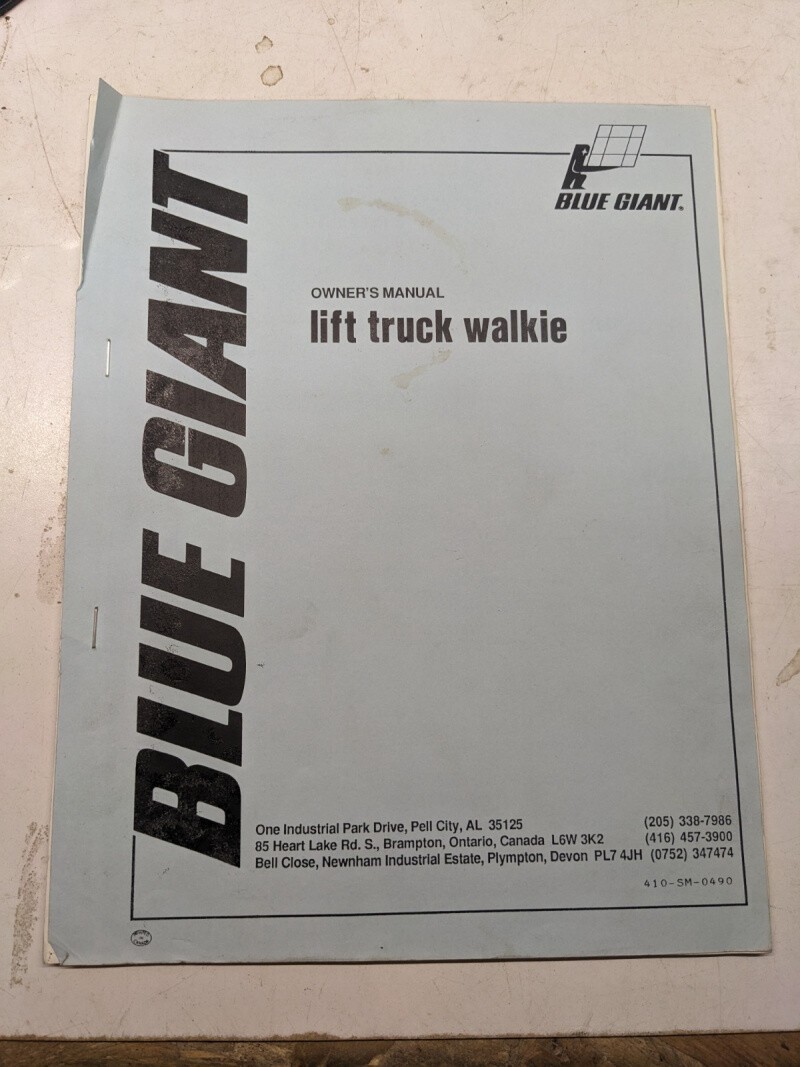 BLUE GIANT
BLUE GIANT.®
OWNER'S MANUAL
lift truck walkie
One Industrial Park Drive, Pell City, AL 35125 (205) 338-7986
85 Heart Lake Rd. S., Brampton, Ontario, Canada L6W 3K2 (416) 457-3900
Bell Close, Newnham Industrial Estate, Plympton, Devon PL7 4JH (0752) 347474
410-SM-0490